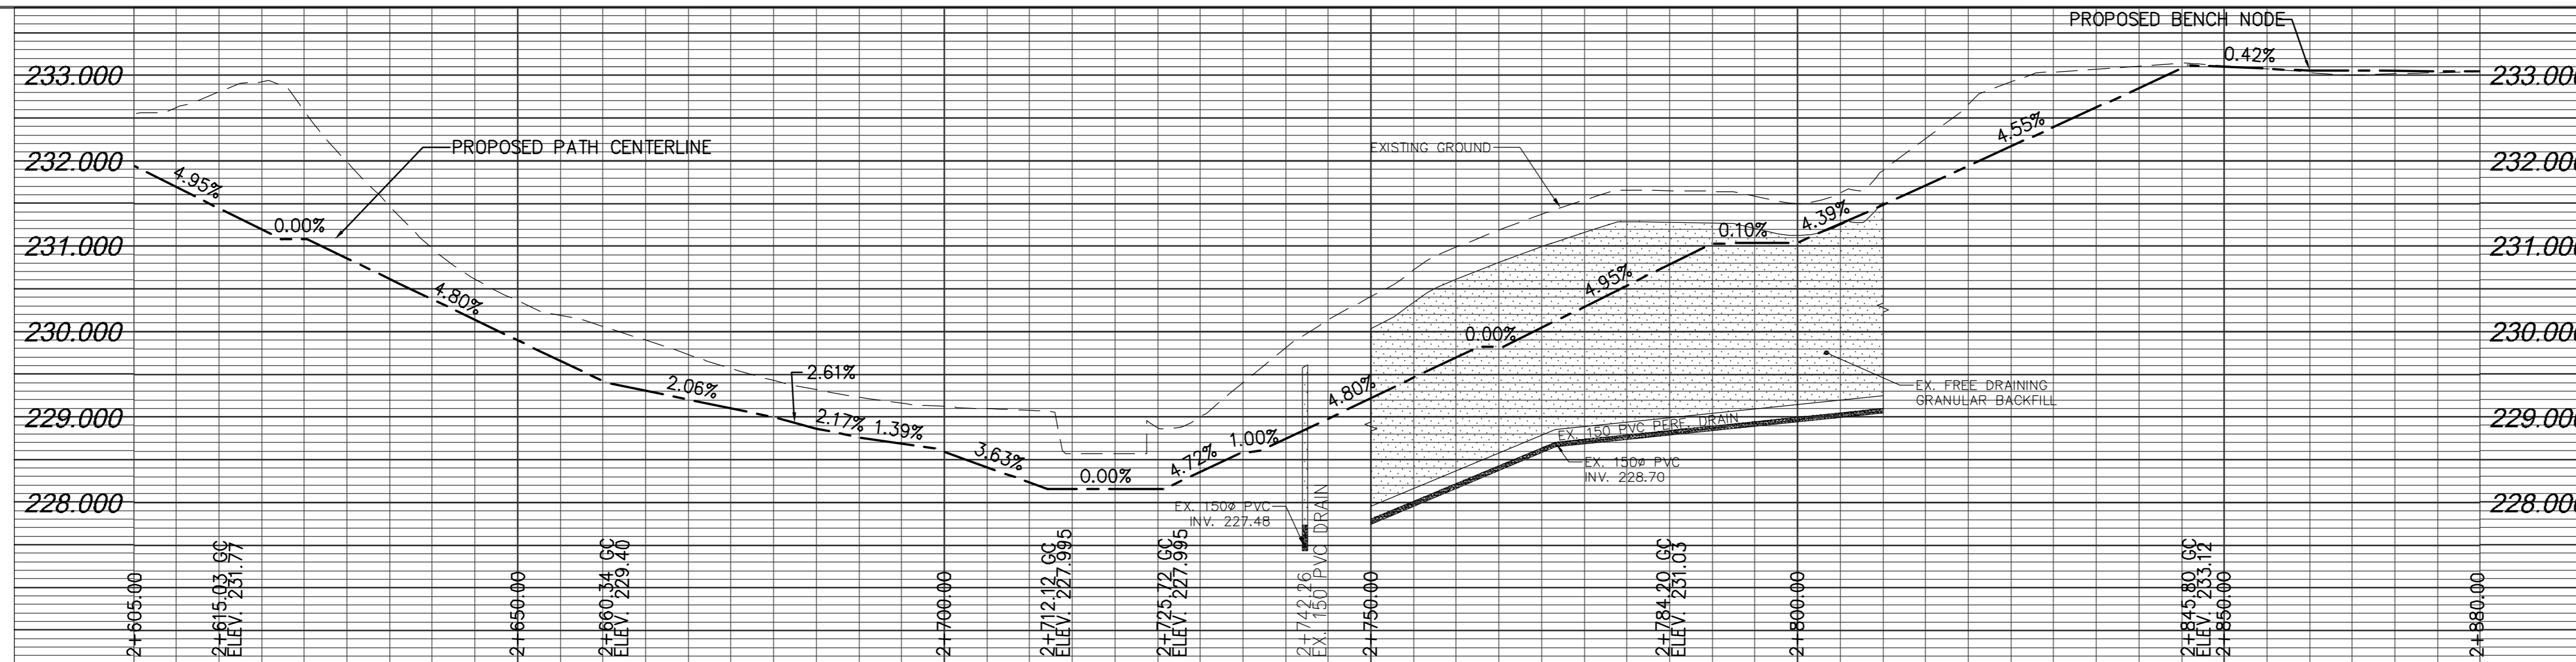 PROPOSED BENCH NODE
0.42%
233.000
233.000
4.55%
PROPOSED PATH CENTERLINE
EXISTING GROUND
232.000
232.000
4.95%
0.00%
4.39%
0.10%
231.000
231.000
4.95%
4.80%
0.00%
230.000
230.000
2.61%
2.06%
4.80%
EX. FREE DRAINING
GRANULAR BACKFILL
229.000
229.000
2.17%
1.39%
1.00%
EX. 150 PVC PERF. DRAIN
3.63%
4.72%
0.00%
EX. 150ø PVC
INV. 228.70
228.000
228.000
EX. 150ø PVC
INV. 227.48
2+605.00
2+615.03 GC
ELEV. 231.77
2+650.00
2+660.34 GC
ELEV. 229.40
2+700.00
2+712.12 GC
ELEV. 227.995
2+725.72 GC
ELEV. 227.995
2+742.26
EX. 150 PVC DRAIN
2+750.00
2+784.20 GC
ELEV. 231.03
2+800.00
2+845.80 GC
ELEV. 233.12
2+850.00
2+880.00